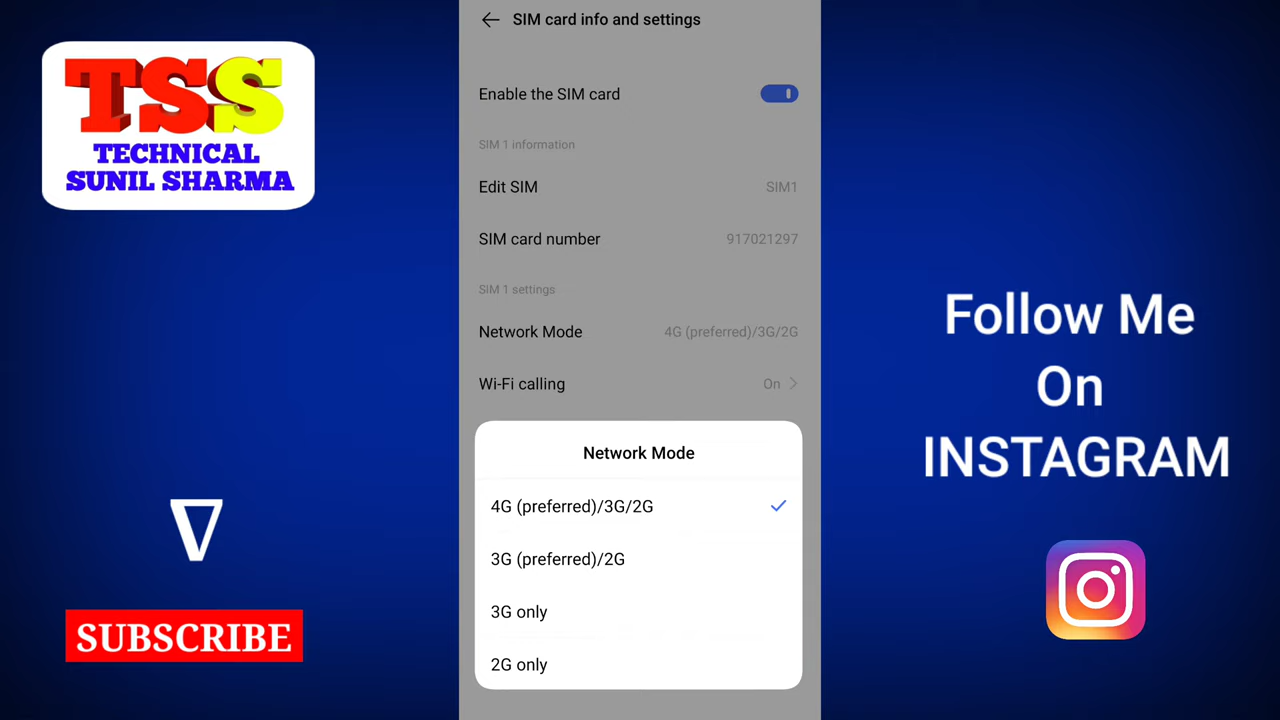 TSS
TECHNICAL
SUNIL SHARMA
SUBSCRIBE
SIM card info and settings
Enable the SIM card
SIM 1 information
Edit SIM SIM1
SIM card number 917021297
SIM 1 settings
Network Mode 4G (preferred)/3G/2G
Wi-Fi calling On
Network Mode
4G (preferred)/3G/2G
3G (preferred)/2G
3G only
2G only
Follow Me
On
INSTAGRAM